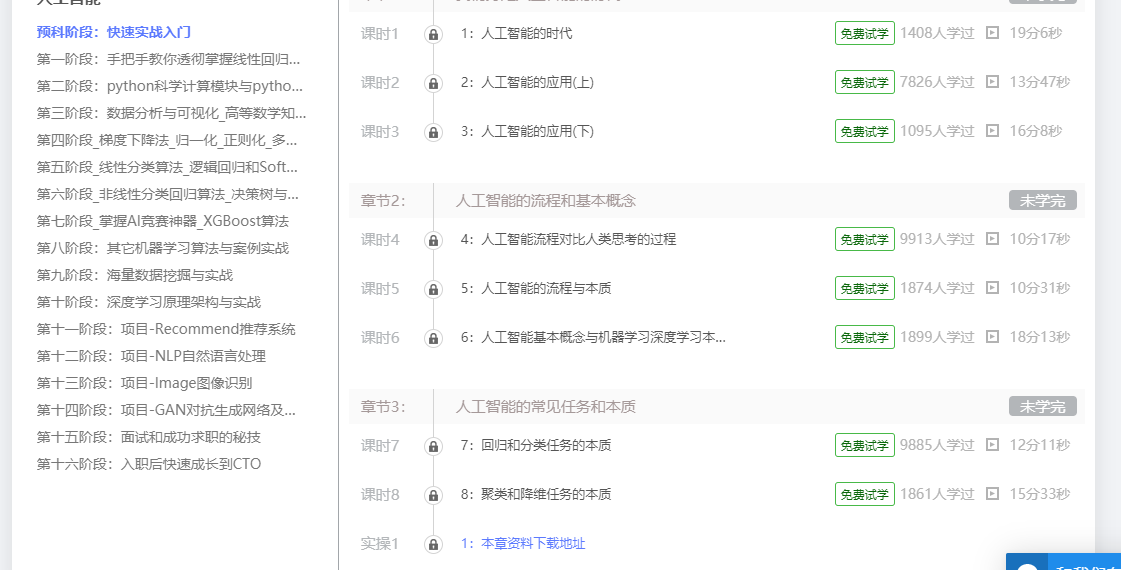 人工智能
预科阶段：快速实战入门
第一阶段：手把手教你透彻掌握线性回归...
第二阶段：python科学计算模块与pytho...
第三阶段：数据分析与可视化_高等数学知...
第四阶段_梯度下降法_归一化_正则化_多...
第五阶段_线性分类算法_逻辑回归和Soft...
第六阶段_非线性分类回归算法_决策树与...
第七阶段_掌握AI竞赛神器_XGBoost算法
第八阶段：其它机器学习算法与案例实战
第九阶段：海量数据挖掘与实战
第十阶段：深度学习原理架构与实战
第十一阶段：项目-Recommend推荐系统
第十二阶段：项目-NLP自然语言处理
第十三阶段：项目-Image图像识别
第十四阶段：项目-GAN对抗生成网络及...
第十五阶段：面试和成功求职的秘技
第十六阶段：入职后快速成长到CTO
课时1 1：人工智能的时代 免费试学 1408人学过 19分6秒
课时2 2：人工智能的应用(上) 免费试学 7826人学过 13分47秒
课时3 3：人工智能的应用(下) 免费试学 1095人学过 16分8秒
章节2： 人工智能的流程和基本概念 未学完
课时4 4：人工智能流程对比人类思考的过程 免费试学 9913人学过 10分17秒
课时5 5：人工智能的流程与本质 免费试学 1874人学过 10分31秒
课时6 6：人工智能基本概念与机器学习深度学习本... 免费试学 1899人学过 18分13秒
章节3： 人工智能的常见任务和本质 未学完
课时7 7：回归和分类任务的本质 免费试学 9885人学过 12分11秒
课时8 8：聚类和降维任务的本质 免费试学 1861人学过 15分33秒
实操1 1：本章资料下载地址